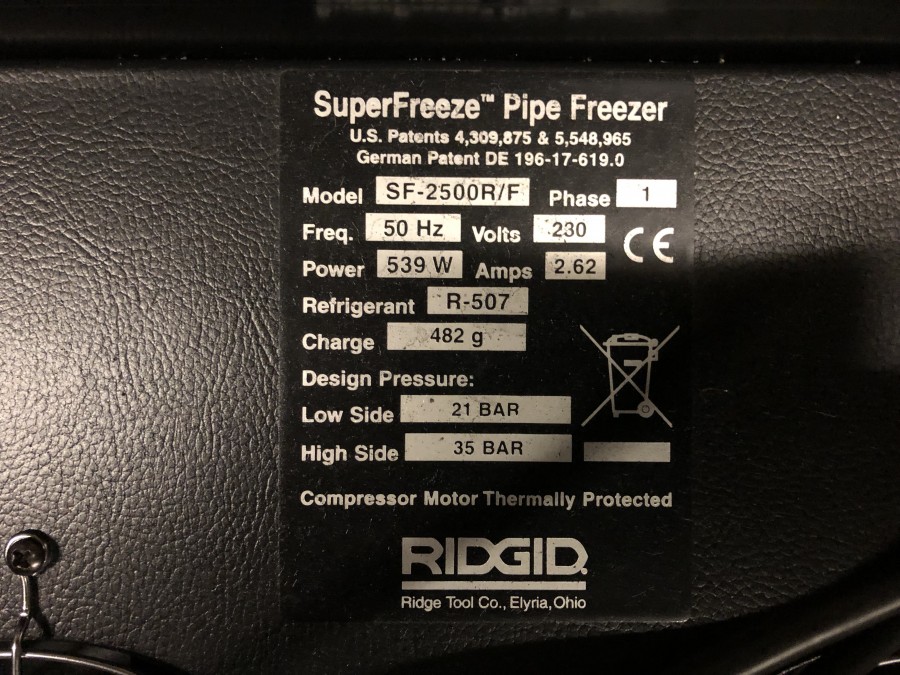 SuperFreeze™ Pipe Freezer
U.S. Patents 4,309,875 & 5,548,965
German Patent DE 196-17-619.0
Model SF-2500R/F Phase 1
Freq. 50 Hz Volts 230
CE
Power 539 W Amps 2.62
Refrigerant R-507
Charge 482 g
Design Pressure:
Low Side 21 BAR
High Side 35 BAR
Compressor Motor Thermally Protected
RIDGID
Ridge Tool Co., Elyria, Ohio